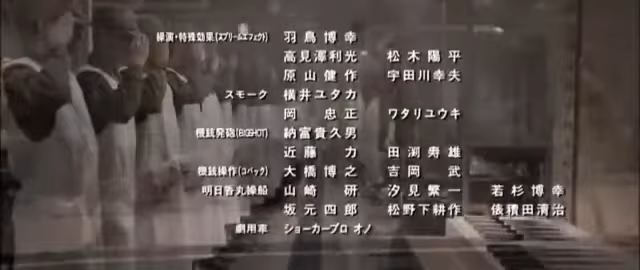 操演・特殊効果(スプリームエフェクト) 羽鳥博幸
高見澤利光 松木陽平
原山健作 宇田川幸夫
スモーク 横井ユタカ
岡忠正 ワタリユウキ
機銃発砲(BIGSHOT) 納富貴久男
近藤力 田渕寿雄
機銃操作(コバック) 大橋博之 吉岡武
明日香丸操船 山崎研 汐見繁一 若杉博幸
坂元四郎 松野下耕作 俵積田清治
劇用車 ショーカープロ オノ